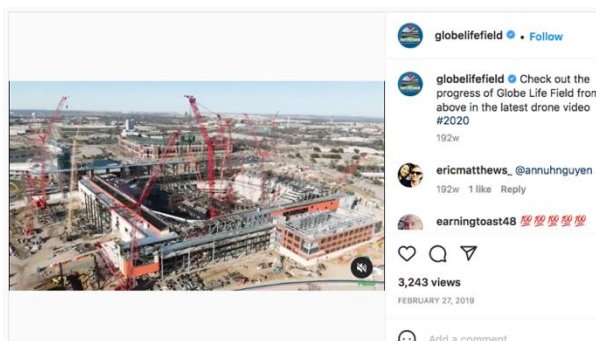 globelifefield • Follow
globelifefield Check out the
progress of Globe Life Field from
above in the latest drone video
#2020
192w
ericmatthews_ @annuhnguyen
192w 1 like Reply
earningtoast48 💯💯💯💯💯
3,243 views
FEBRUARY 27, 2019
Add a comment